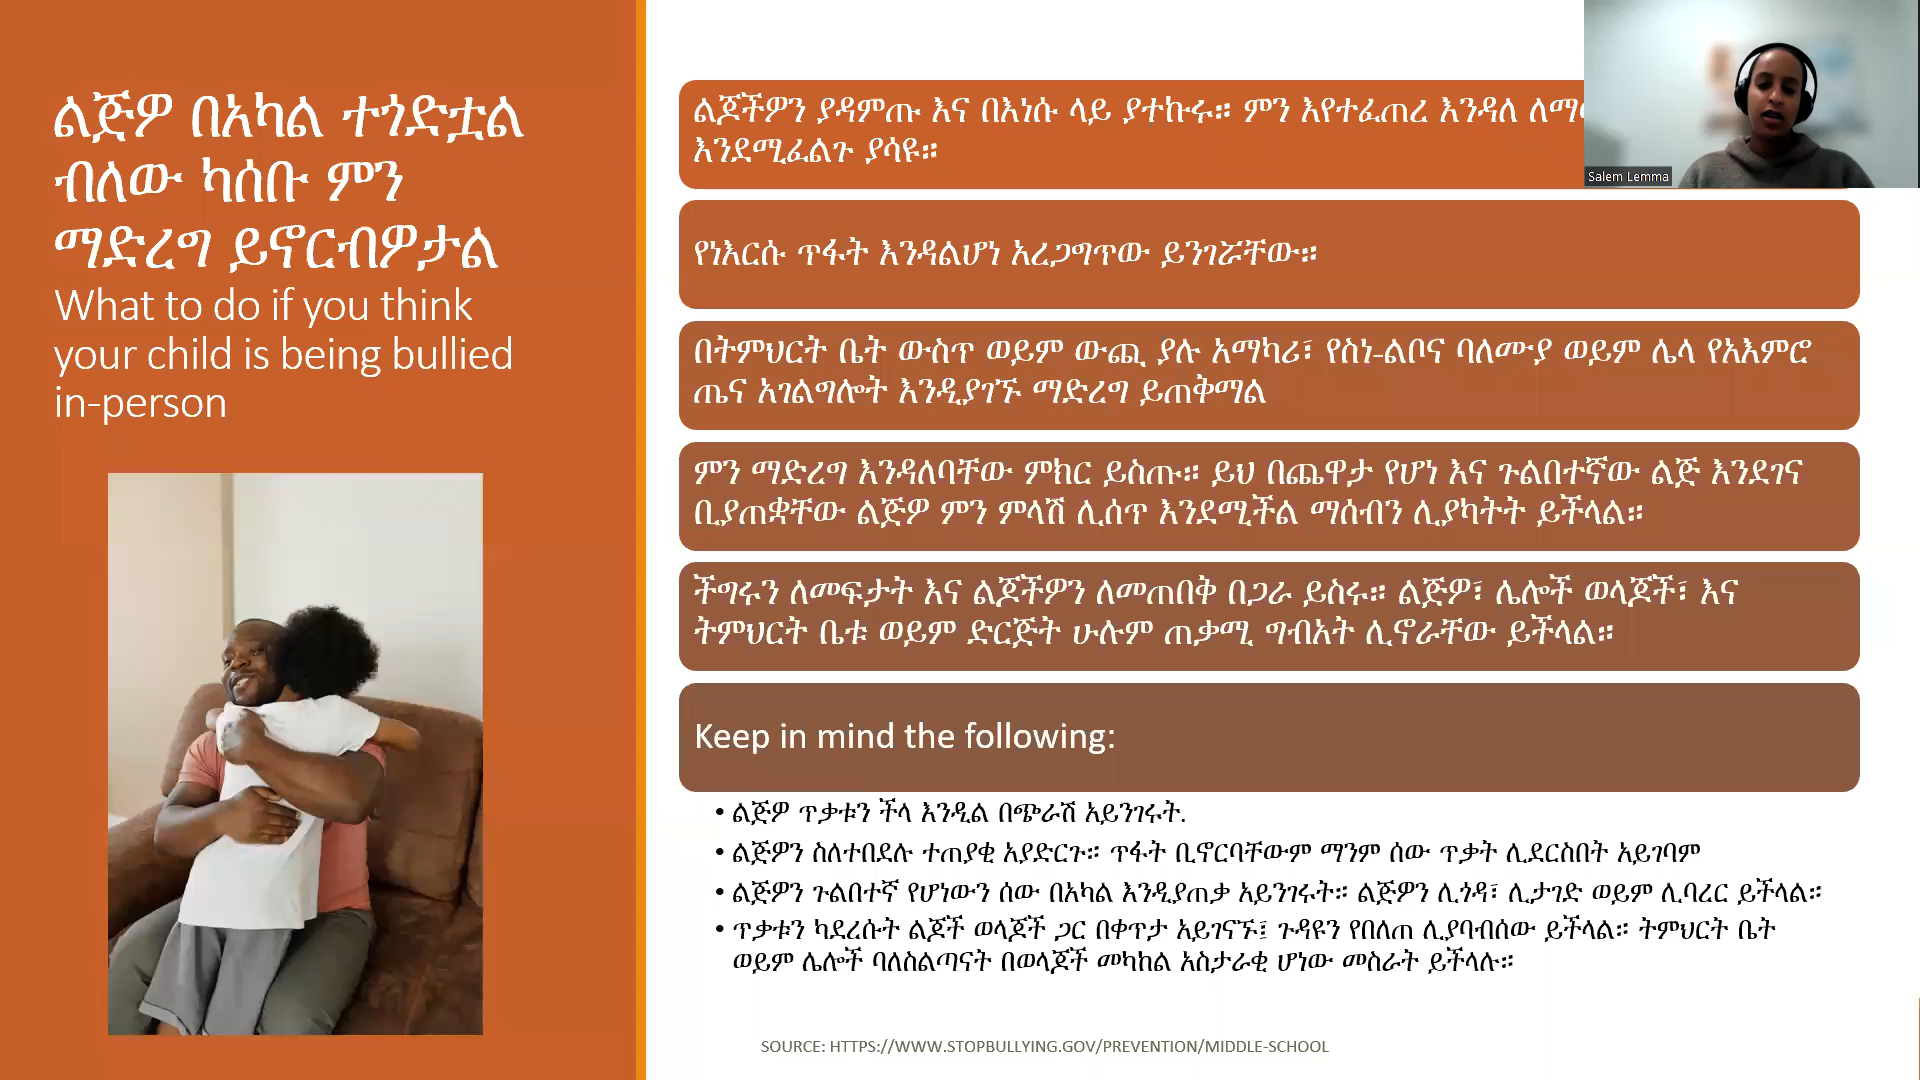 ልጅዎ በአካል ተጎድቷል
ብለው ካሰቡ ምን
ማድረግ ይኖርብዎታል
What to do if you think
your child is being bullied
in-person
ልጆችዎን ያዳምጡ እና በእነሱ ላይ ያተኩሩ። ምን እየተፈጠረ እንዳለ
እንደሚፈልጉ ያሳዩ።
Salem Lemma
የነእርሱ ጥፋት እንዳልሆነ አረጋግጥው ይንገሯቸው።
በትምህርት ቤት ውስጥ ወይም ውጪ ያሉ አማካሪ፣ የስነ-ልቦና ባለሙያ ወይም ሌላ የአእምሮ
ጤና አገልግሎት እንዲያገኙ ማድረግ ይጠቅማል
ምን ማድረግ እንዳለባቸው ምክር ይስጡ። ይህ በጨዋታ የሆነ እና ጉልበተኛው ልጅ እንደገና
ቢያጠቋቸው ልጅዎ ምን ምላሽ ሊሰጥ እንደሚችል ማሰብን ሊያካትት ይችላል።
ችግሩን ለመፍታት እና ልጆችዎን ለመጠበቅ በጋራ ይስሩ። ልጅዎ፣ ሌሎች ወላጆች፣ እና
ትምህርት ቤቱ ወይም ድርጅት ሁሉም ጠቃሚ ግብአት ሊኖራቸው ይችላል።
Keep in mind the following:
• ልጅዎ ጥቃቱን ችላ እንዲል በጭራሽ አይንገሩት.
• ልጅዎን ስለተበደሉ ተጠያቂ አያድርጉ። ጥፋት ቢኖርባቸውም ማንም ሰው ጥቃት ሊደርስበት አይገባም
• ልጅዎን ጉልበተኛ የሆነውን ሰው በአካል እንዲያጠቃ አይንገሩት። ልጅዎን ሊጎዳ፣ ሊታገድ ወይም ሊባረር ይችላል።
• ጥቃቱን ካደረሱት ልጆች ወላጆች ጋር በቀጥታ አይገናኙ፤ ጉዳዩን የበለጠ ሊያባብሰው ይችላል። ትምህርት ቤት
ወይም ሌሎች ባለስልጣናት በወላጆች መካከል አስታራቂ ሆነው መስራት ይችላሉ።
SOURCE: HTTPS://WWW.STOPBULLYING.GOV/PREVENTION/MIDDLE-SCHOOL